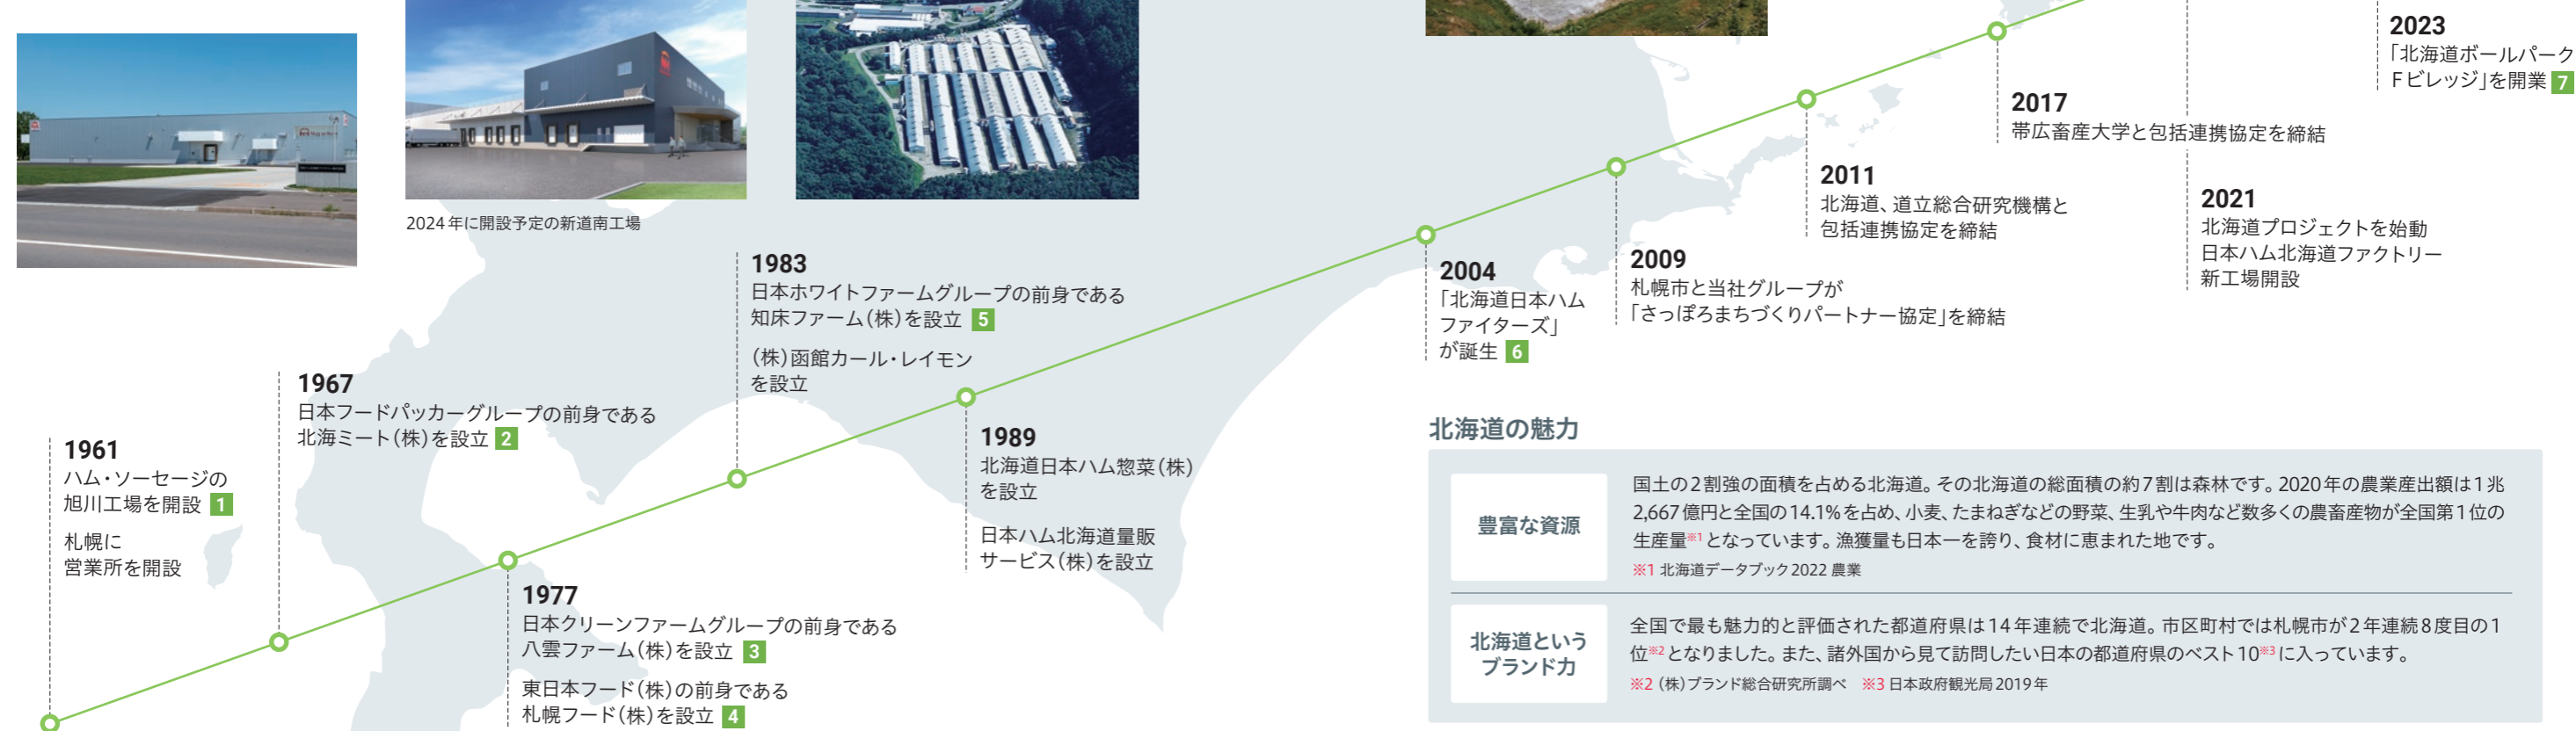 2024年に開設予定の新道南工場
1961
ハム・ソーセージの
旭川工場を開設 1
札幌に
営業所を開設
1967
日本フードパッカーグループの前身である
北海ミート（株）を設立 2
1977
日本クリーンファームグループの前身である
八雲ファーム（株）を設立 3
東日本フード（株）の前身である
札幌フード（株）を設立 4
1983
日本ホワイトファームグループの前身である
知床ファーム（株）を設立 5
（株）函館カール・レイモン
を設立
1989
北海道日本ハム惣菜（株）
を設立
日本ハム北海道量販
サービス（株）を設立
2004
「北海道日本ハム
ファイターズ」
が誕生 6
2009
札幌市と当社グループが
「さっぽろまちづくりパートナー協定」を締結
2011
北海道、道立総合研究機構と
包括連携協定を締結
2017
帯広畜産大学と包括連携協定を締結
2021
北海道プロジェクトを始動
日本ハム北海道ファクトリー
新工場開設
2023
「北海道ボールパーク
Fビレッジ」を開業 7
北海道の魅力
豊富な資源
国土の2割強の面積を占める北海道。その北海道の総面積の約7割は森林です。2020年の農業産出額は1兆
2,667億円と全国の14.1%を占め、小麦、たまねぎなどの野菜、生乳や牛肉など数多くの農畜産物が全国第1位の
生産量※1となっています。漁獲量も日本一を誇り、食材に恵まれた地です。
※1 北海道データブック2022 農業
北海道という
ブランド力
全国で最も魅力的と評価された都道府県は14年連続で北海道。市区町村では札幌市が2年連続8度目の1
位※2となりました。また、諸外国から見て訪問したい日本の都道府県のベスト10※3に入っています。
※2（株）ブランド総合研究所調べ ※3 日本政府観光局2019年